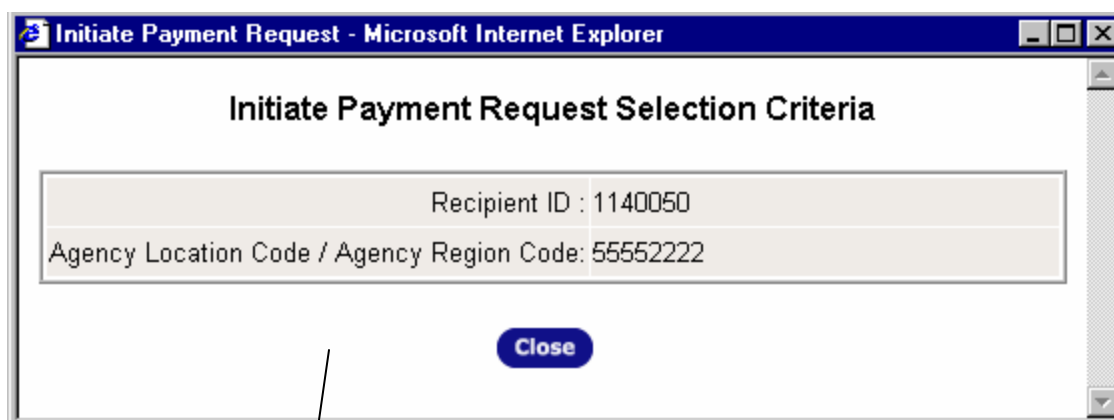 Initiate Payment Request - Microsoft Internet Explorer
Initiate Payment Request Selection Criteria
Recipient ID : 1140050
Agency Location Code / Agency Region Code: 55552222
Close